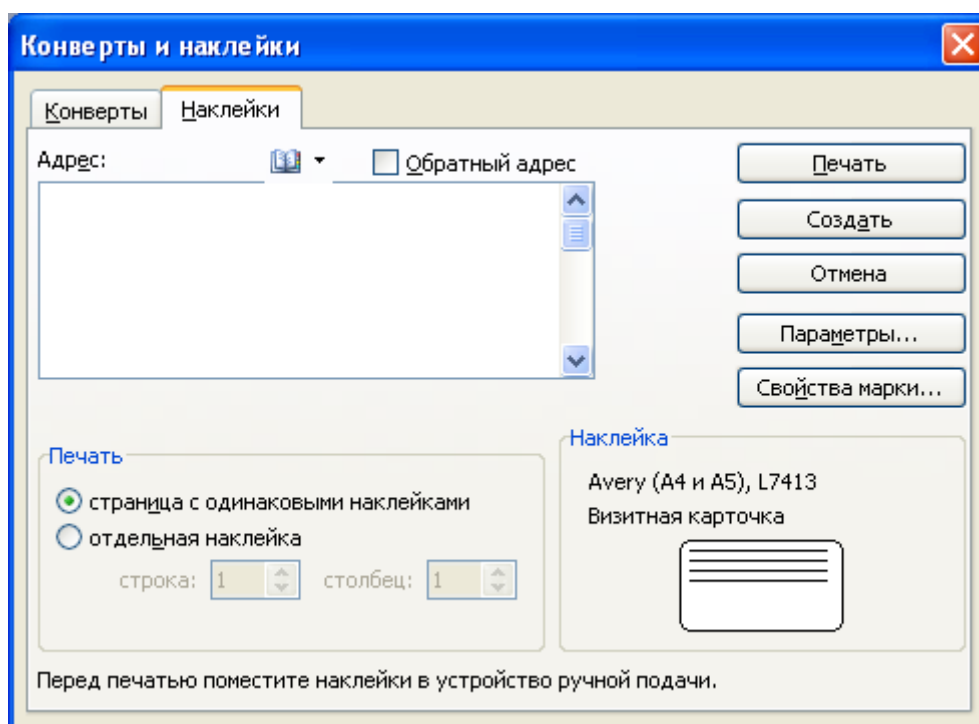 Конверты и наклейки
Конверты
Наклейки
Адрес:
Обратный адрес
Печать
Создать
Отмена
Параметры...
Свойства марки...
Печать
страница с одинаковыми наклейками
отдельная наклейка
строка: 1 столбец: 1
Наклейка
Avery (A4 и A5), L7413
Визитная карточка
Перед печатью поместите наклейки в устройство ручной подачи.